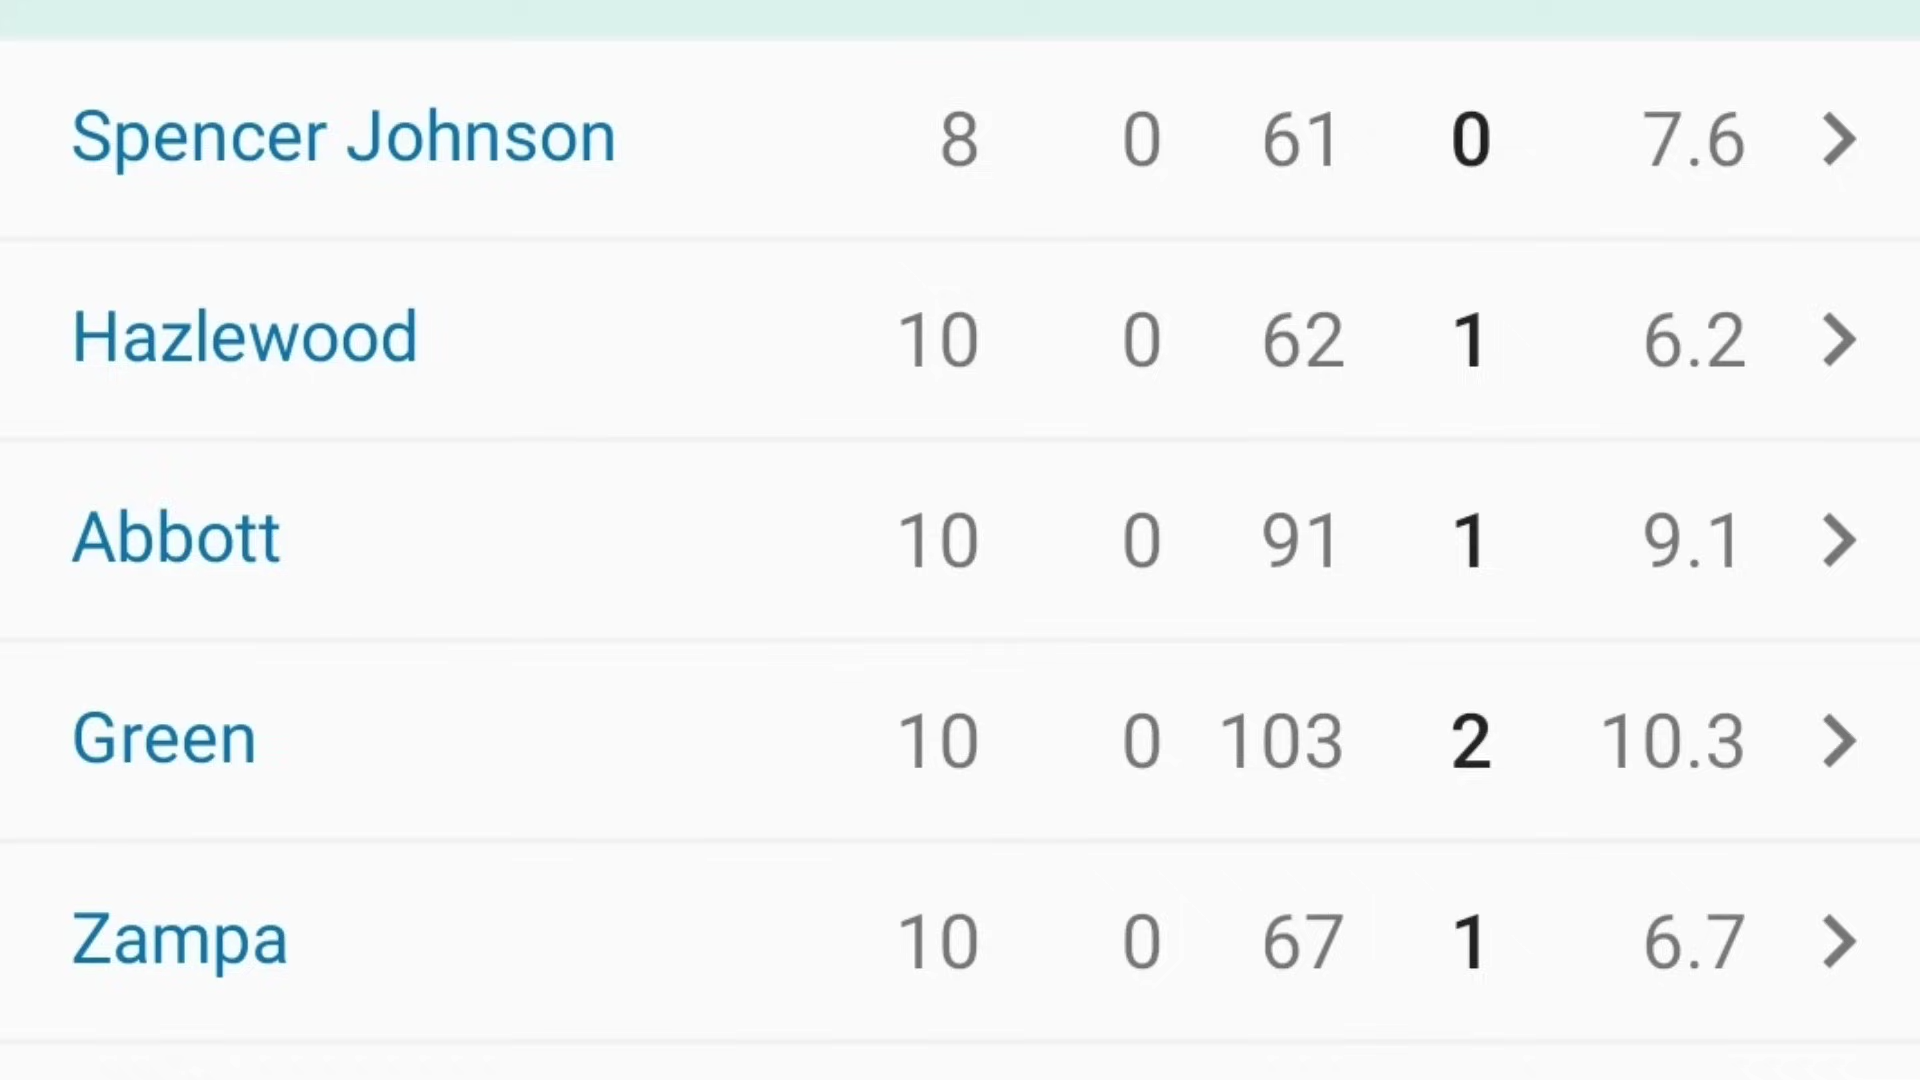 Spencer Johnson 8 0 61 0 7.6
Hazlewood 10 0 62 1 6.2
Abbott 10 0 91 1 9.1
Green 10 0 103 2 10.3
Zampa 10 0 67 1 6.7